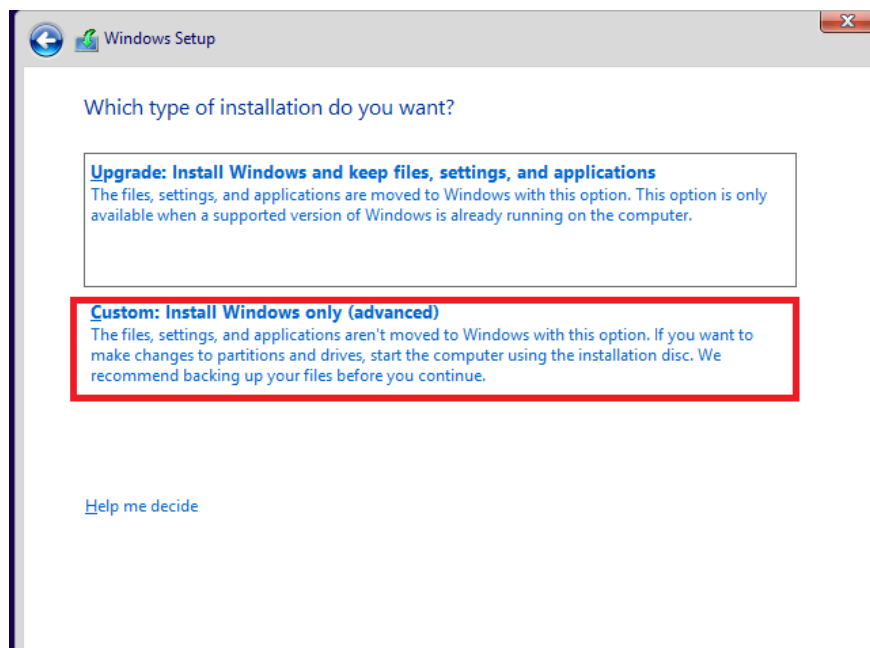 Windows Setup
Which type of installation do you want?
Upgrade: Install Windows and keep files, settings, and applications
The files, settings, and applications are moved to Windows with this option. This option is only
available when a supported version of Windows is already running on the computer.
Custom: Install Windows only (advanced)
The files, settings, and applications aren't moved to Windows with this option. If you want to
make changes to partitions and drives, start the computer using the installation disc. We
recommend backing up your files before you continue.
Help me decide